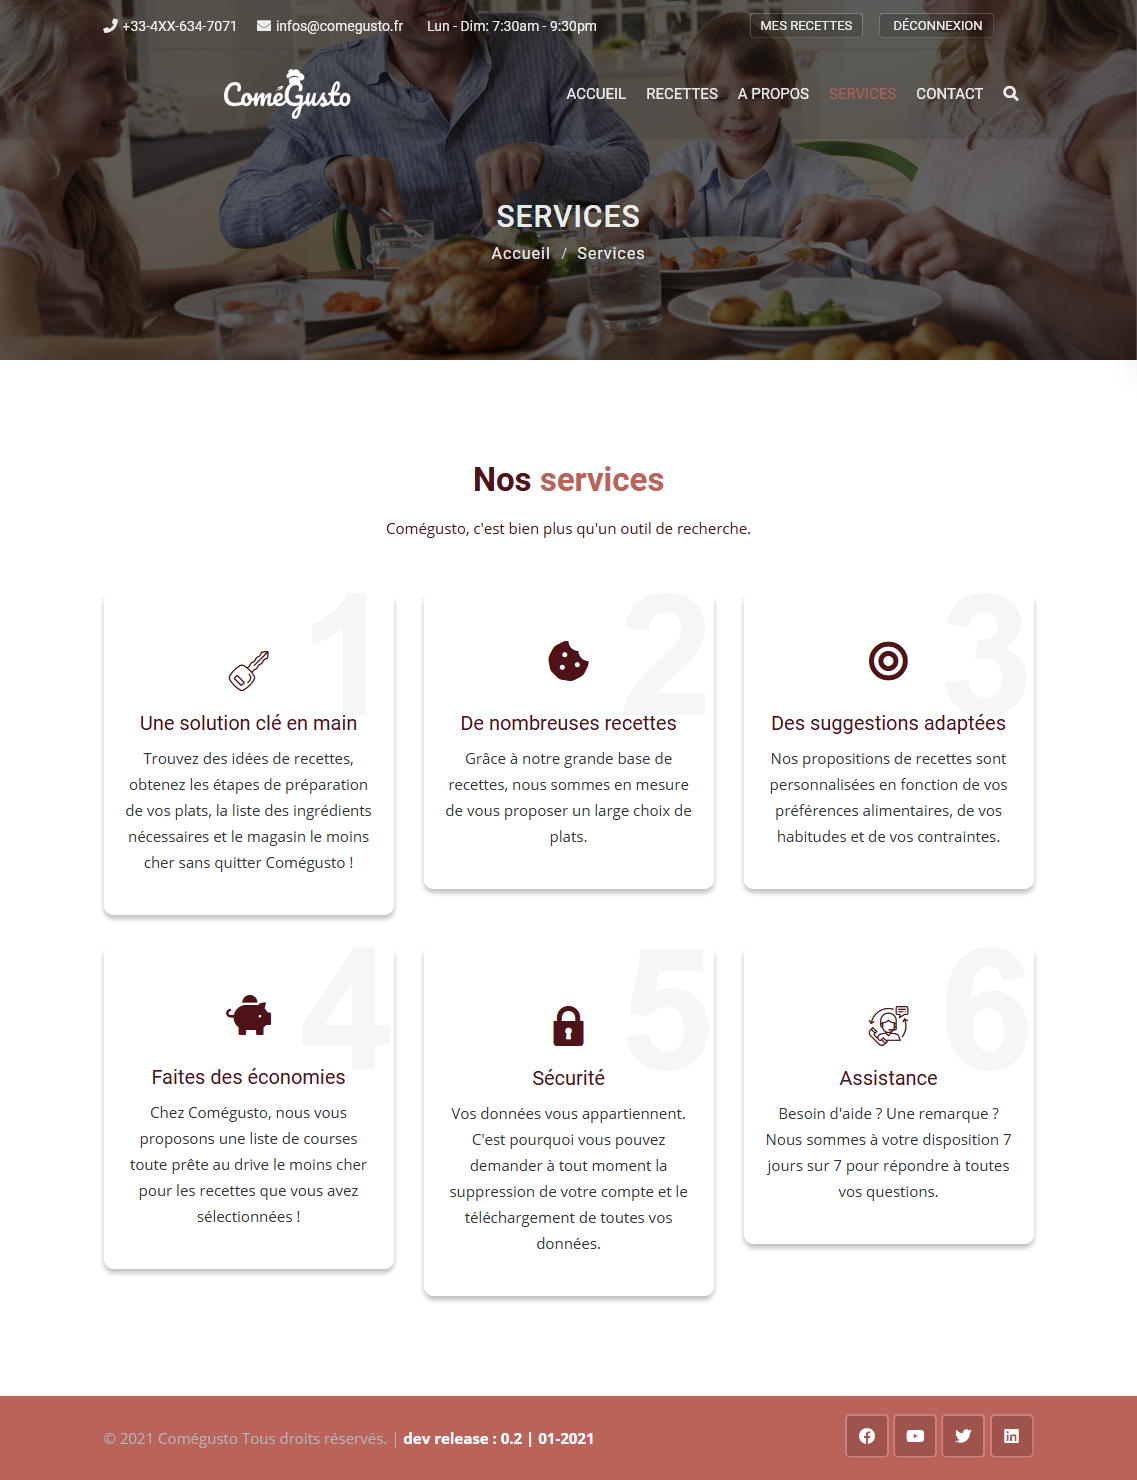 +33-4XX-634-7071 infos@comegusto.fr Lun - Dim: 7:30am - 9:30pm MES RECETTES DÉCONNEXION
ComéGusto ACCUEIL RECETTES A PROPOS SERVICES CONTACT
SERVICES
Accueil / Services
Nos services
Comégusto, c'est bien plus qu'un outil de recherche.
1
Une solution clé en main
Trouvez des idées de recettes,
obtenez les étapes de préparation
de vos plats, la liste des ingrédients
nécessaires et le magasin le moins
cher sans quitter Comégusto !
2
De nombreuses recettes
Grâce à notre grande base de
recettes, nous sommes en mesure
de vous proposer un large choix de
plats.
3
Des suggestions adaptées
Nos propositions de recettes sont
personnalisées en fonction de vos
préférences alimentaires, de vos
habitudes et de vos contraintes.
4
Faites des économies
Chez Comégusto, nous vous
proposons une liste de courses
toute prête au drive le moins cher
pour les recettes que vous avez
sélectionnées !
5
Sécurité
Vos données vous appartiennent.
C'est pourquoi vous pouvez
demander à tout moment la
suppression de votre compte et le
téléchargement de toutes vos
données.
6
Assistance
Besoin d'aide ? Une remarque ?
Nous sommes à votre disposition 7
jours sur 7 pour répondre à toutes
vos questions.
© 2021 Comégusto Tous droits réservés. | dev release : 0.2 | 01-2021